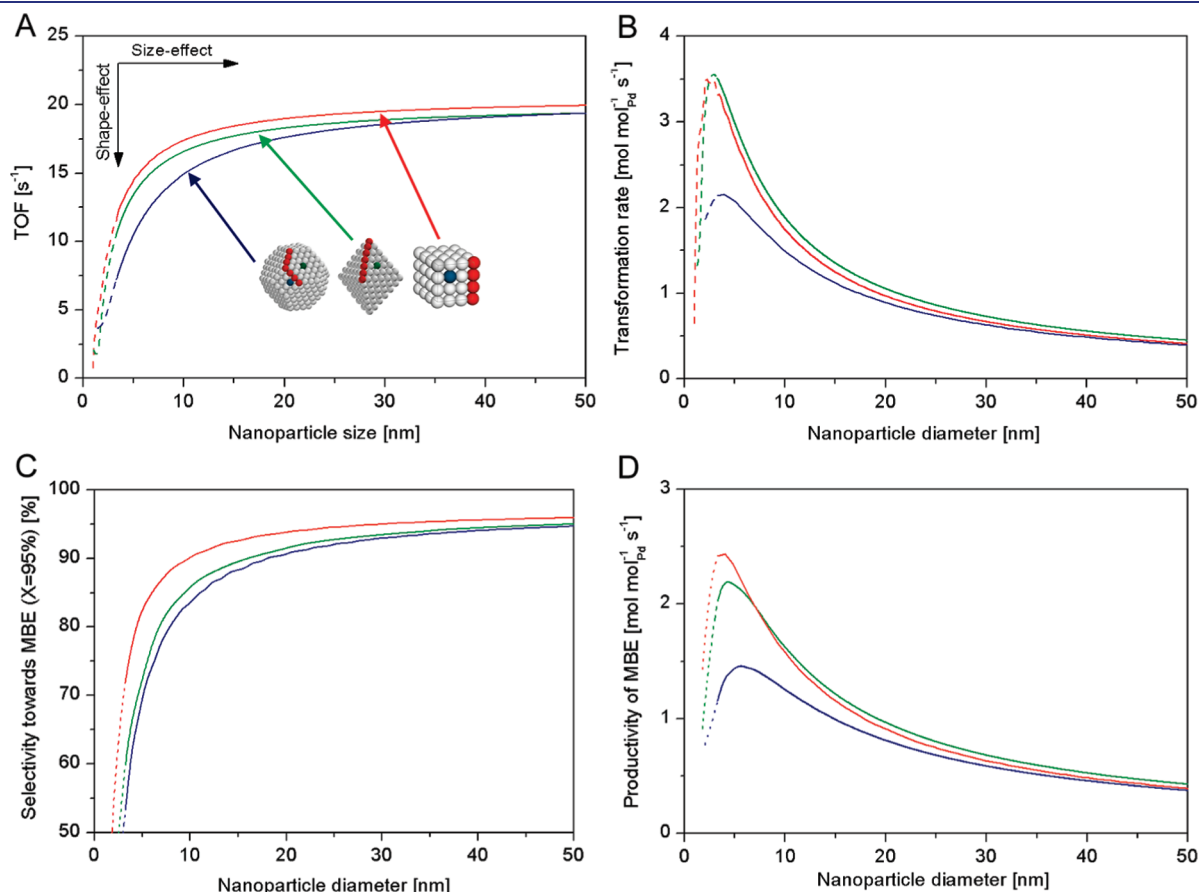 A
Size-effect
Shape-effect
TOF [s⁻¹]
25
20
15
10
5
0
0 10 20 30 40 50
Nanoparticle size [nm]
B
Transformation rate [mol mol⁻¹Pd s⁻¹]
4
3
2
1
0
0 10 20 30 40 50
Nanoparticle diameter [nm]
C
Selectivity towards MBE (X=95%) [%]
100
90
80
70
60
50
0 10 20 30 40 50
Nanoparticle diameter [nm]
D
Productivity of MBE [mol mol⁻¹Pd s⁻¹]
3
2
1
0
0 10 20 30 40 50
Nanoparticle diameter [nm]